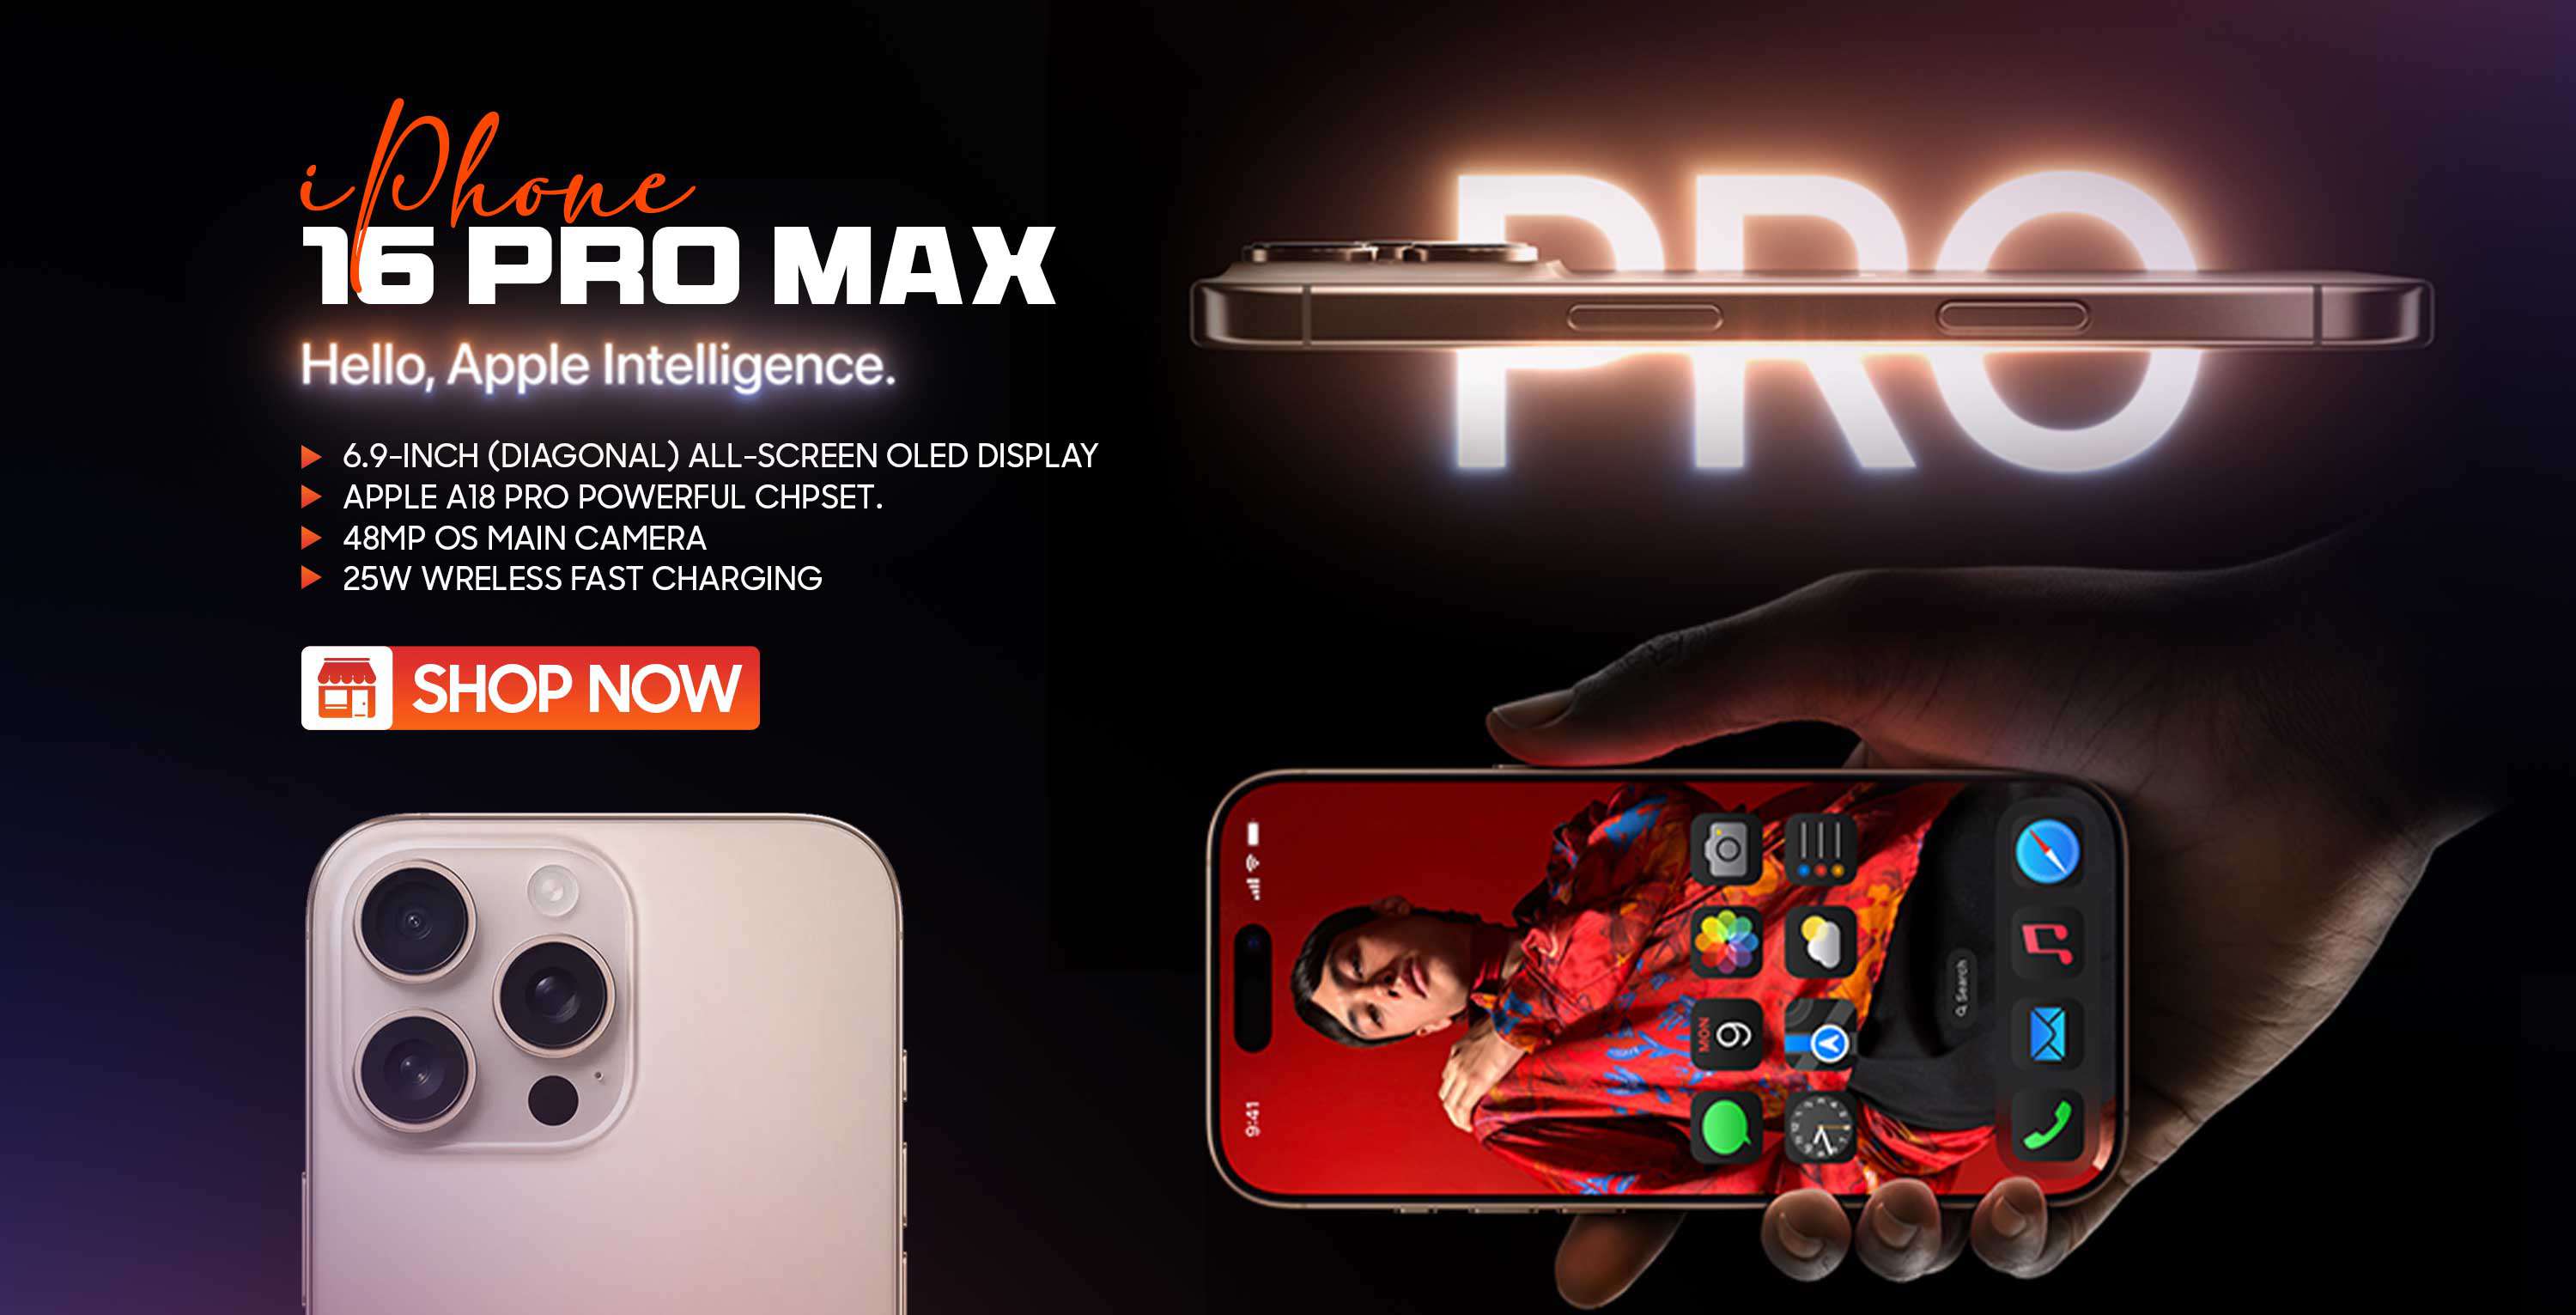 iPhone
16 PRO MAX
Hello, Apple Intelligence.
6.9-INCH (DIAGONAL) ALL-SCREEN OLED DISPLAY
APPLE A18 PRO POWERFUL CHPSET.
48MP OS MAIN CAMERA
25W WRELESS FAST CHARGING
SHOP NOW
PRO
9:41
MON
9
Search